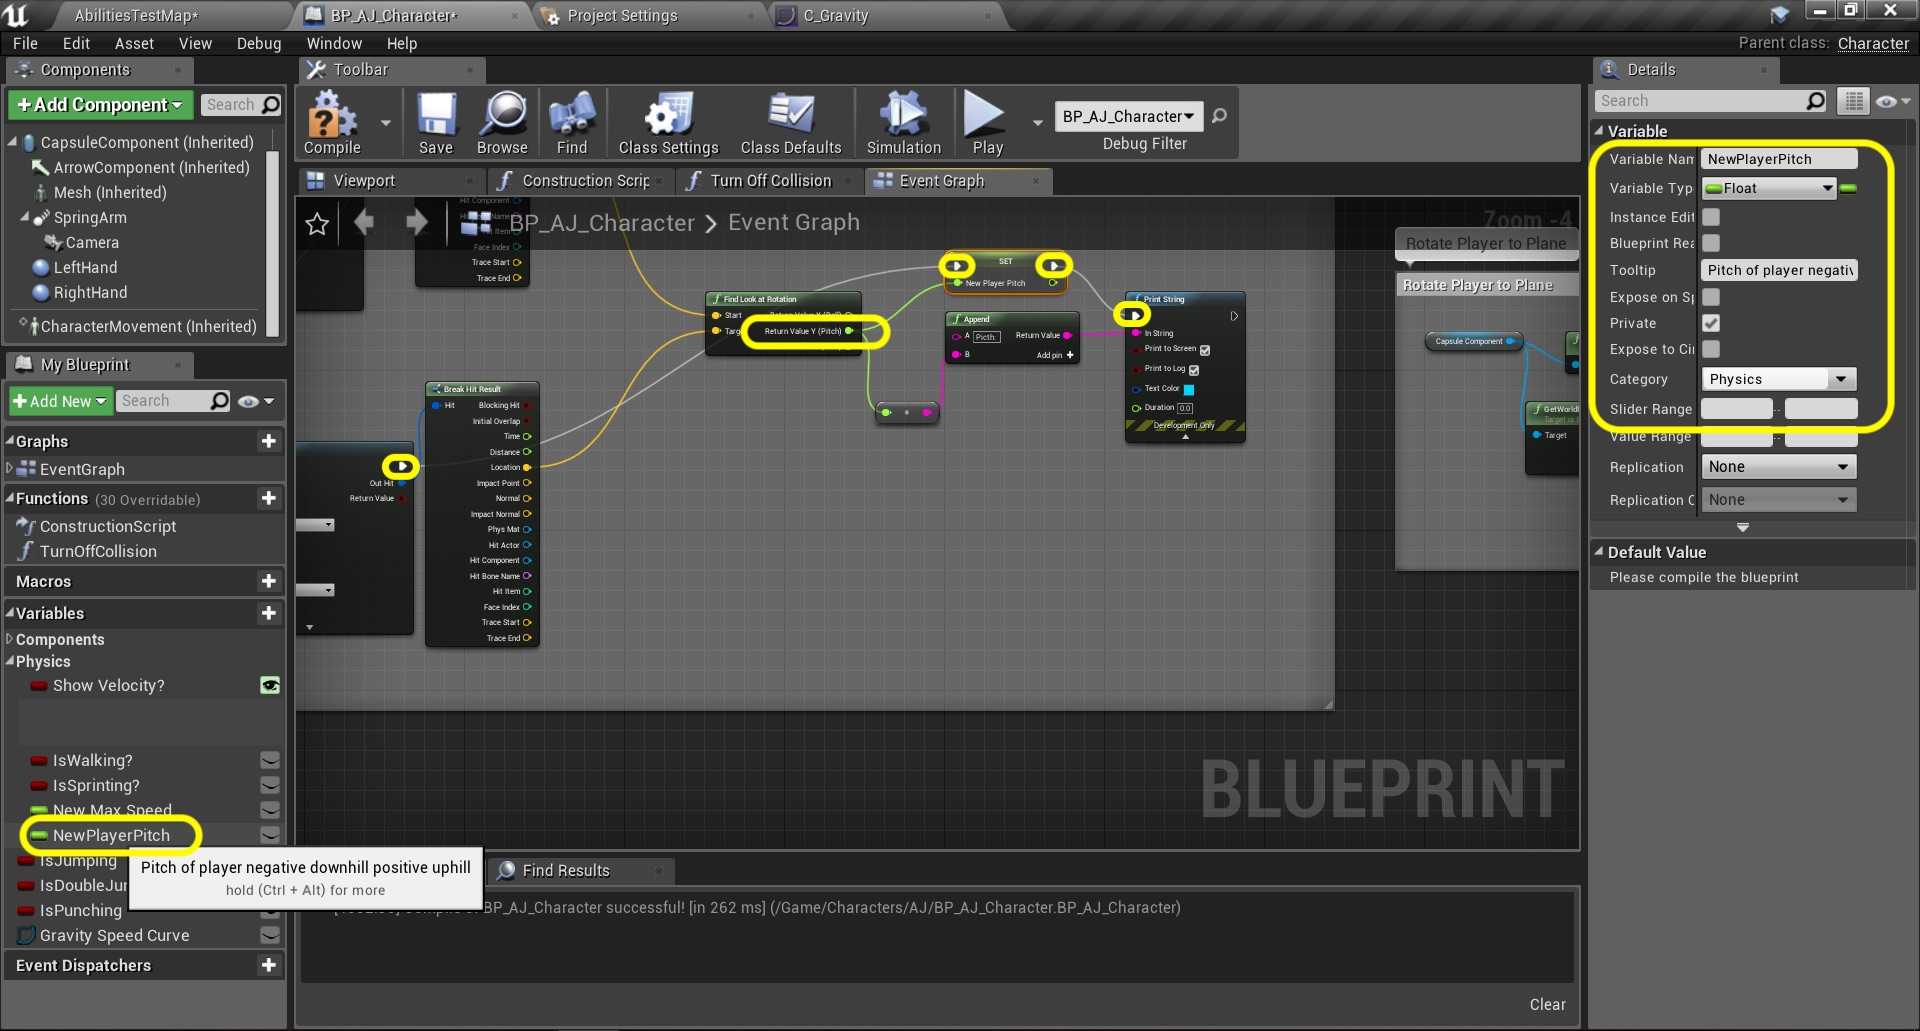 AbilitiesTestMap*
BP_AJ_Character*
Project Settings
C_Gravity
File Edit Asset View Debug Window Help
Parent class: Character
Components
Toolbar
Details
+Add Component
Search
CapsuleComponent (Inherited)
ArrowComponent (Inherited)
Mesh (Inherited)
SpringArm
Camera
LeftHand
RightHand
CharacterMovement (Inherited)
My Blueprint
+Add New
Search
Graphs
EventGraph
Functions (30 Overridable)
ConstructionScript
TurnOffCollision
Macros
Variables
Components
Physics
Show Velocity?
IsWalking?
IsSprinting?
New Max Speed
NewPlayerPitch
IsJumping
IsDoubleJur
IsPunching
Gravity Speed Curve
Event Dispatchers
Pitch of player negative downhill positive uphill
hold (Ctrl + Alt) for more
Compile
Save
Browse
Find
Class Settings
Class Defaults
Simulation
Play
BP_AJ_Character
Debug Filter
Viewport
Construction Scrip
Turn Off Collision
Event Graph
BP_AJ_Character > Event Graph
Zoom -4
Hit Component
Face Index
Trace Start
Trace End
Find Look at Rotation
Start
Targ
Return Value Y (Pitch)
SET
New Player Pitch
Append
A Picth:
B
Return Value
Add pin +
Print String
In String
Print to Screen
Print to Log
Text Color
Duration 0.0
Development Only
Out Hit
Return Value
Break Hit Result
Hit
Blocking Hit
Initial Overlap
Time
Distance
Location
Impact Point
Normal
Impact Normal
Phys Mat
Hit Actor
Hit Component
Hit Bone Name
Hit Item
Face Index
Trace Start
Trace End
Rotate Player to Plane
Rotate Player to Plane
Capsule Component
GetWorldl
Target
BLUEPRINT
Find Results
BP_AJ_Character successful! [in 262 ms] (/Game/Characters/AJ/BP_AJ_Character.BP_AJ_Character)
Clear
Search
Variable
Variable Nam NewPlayerPitch
Variable Typ Float
Instance Edit
Blueprint Rea
Tooltip Pitch of player negativ
Expose on Sp
Private
Expose to Cin
Category Physics
Slider Range
Value Range
Replication None
Replication C None
Default Value
Please compile the blueprint